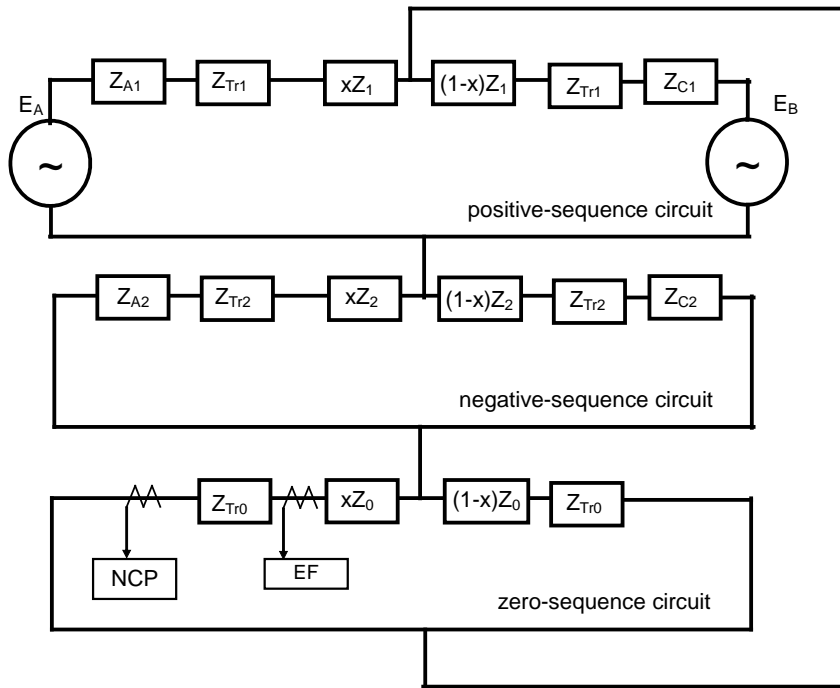 Z_A1 Z_Tr1 xZ_1 (1-x)Z_1 Z_Tr1 Z_C1
E_A E_B
~ ~
positive-sequence circuit
Z_A2 Z_Tr2 xZ_2 (1-x)Z_2 Z_Tr2 Z_C2
negative-sequence circuit
Z_Tr0 xZ_0 (1-x)Z_0 Z_Tr0
NCP EF
zero-sequence circuit